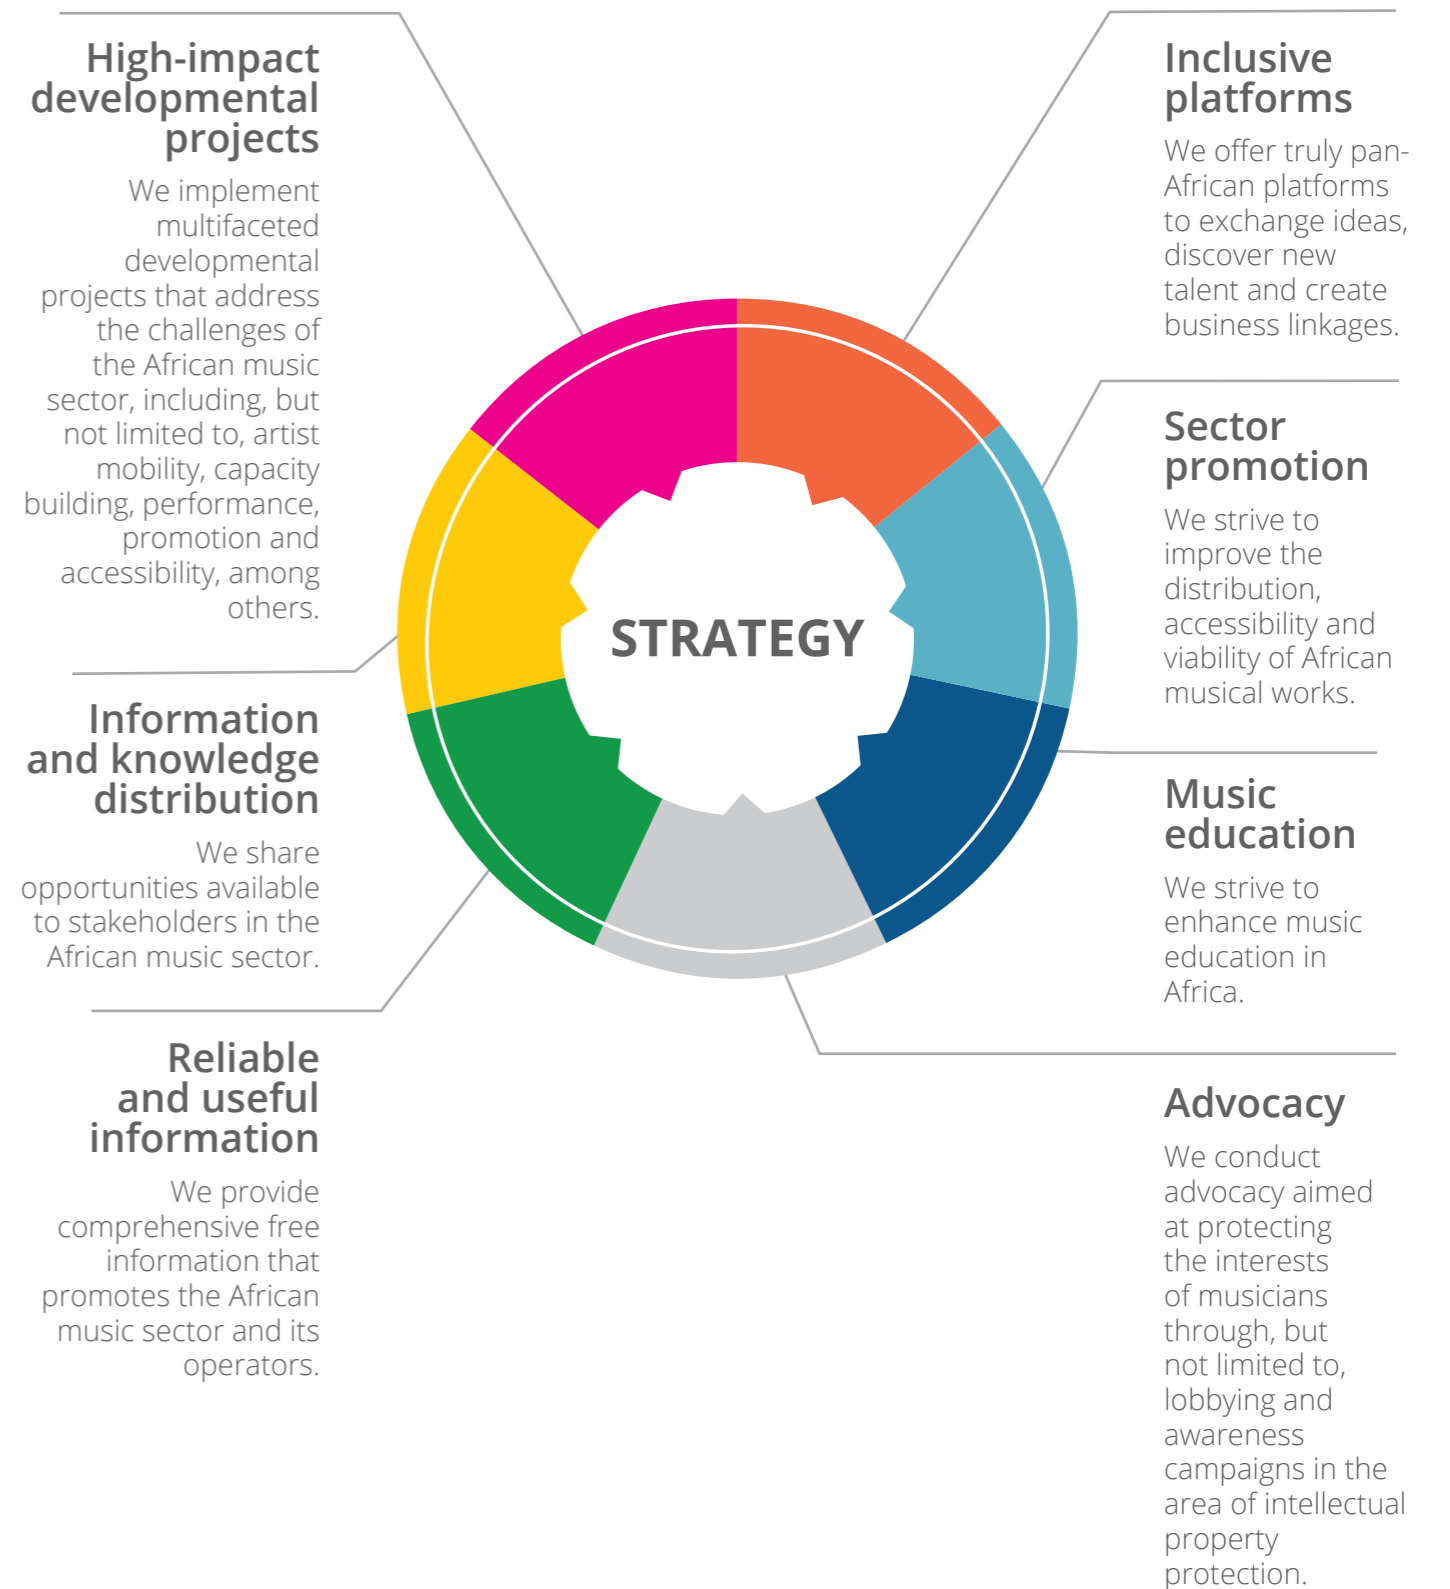 High-impact
developmental
projects
We implement
multifaceted
developmental
projects that address
the challenges of
the African music
sector, including, but
not limited to, artist
mobility, capacity
building, performance,
promotion and
accessibility, among
others.
Information
and knowledge
distribution
We share
opportunities available
to stakeholders in the
African music sector.
Reliable
and useful
information
We provide
comprehensive free
information that
promotes the African
music sector and its
operators.
STRATEGY
Inclusive
platforms
We offer truly pan-
African platforms
to exchange ideas,
discover new
talent and create
business linkages.
Sector
promotion
We strive to
improve the
distribution,
accessibility and
viability of African
musical works.
Music
education
We strive to
enhance music
education in
Africa.
Advocacy
We conduct
advocacy aimed
at protecting
the interests
of musicians
through, but
not limited to,
lobbying and
awareness
campaigns in the
area of intellectual
property
protection.